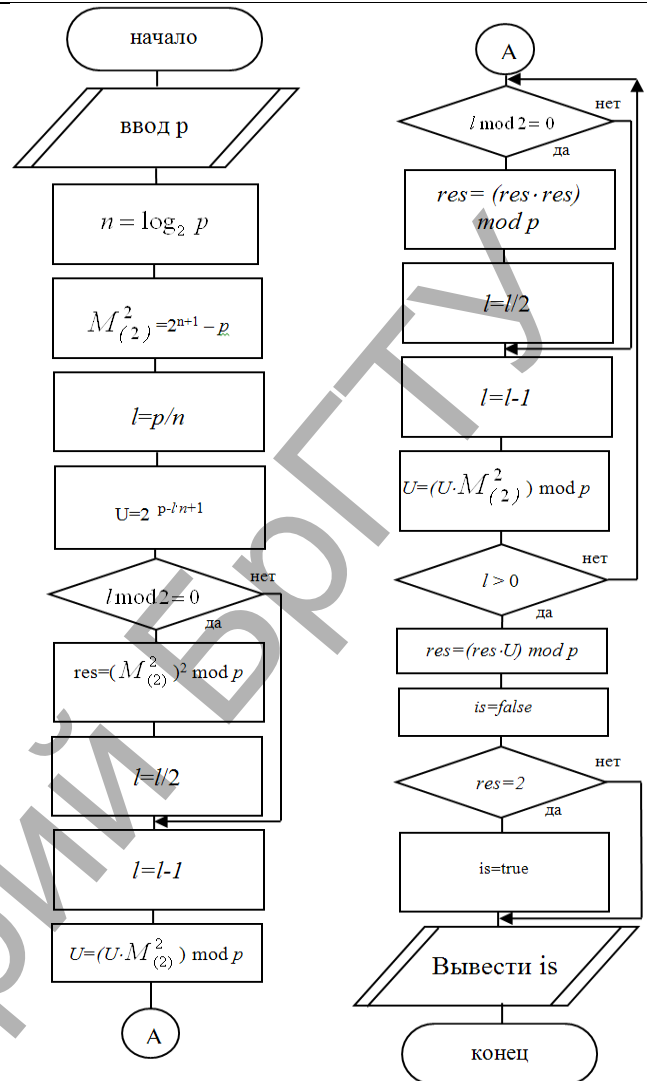 начало
ввод p
n = log₂ p
M²₍₂₎ =2ⁿ⁺¹ – p
l=p/n
U=2 ^{p-l·n+1}
l mod 2 = 0
нет
да
res=(M²₍₂₎)² mod p
l=l/2
l=l-1
U=(U·M²₍₂₎) mod p
A
A
l mod 2 = 0
нет
да
res= (res · res)
mod p
l=l/2
l=l-1
U=(U·M²₍₂₎) mod p
l > 0
нет
да
res=(res·U) mod p
is=false
res=2
нет
да
is=true
Вывести is
конец
рий БрГТУ